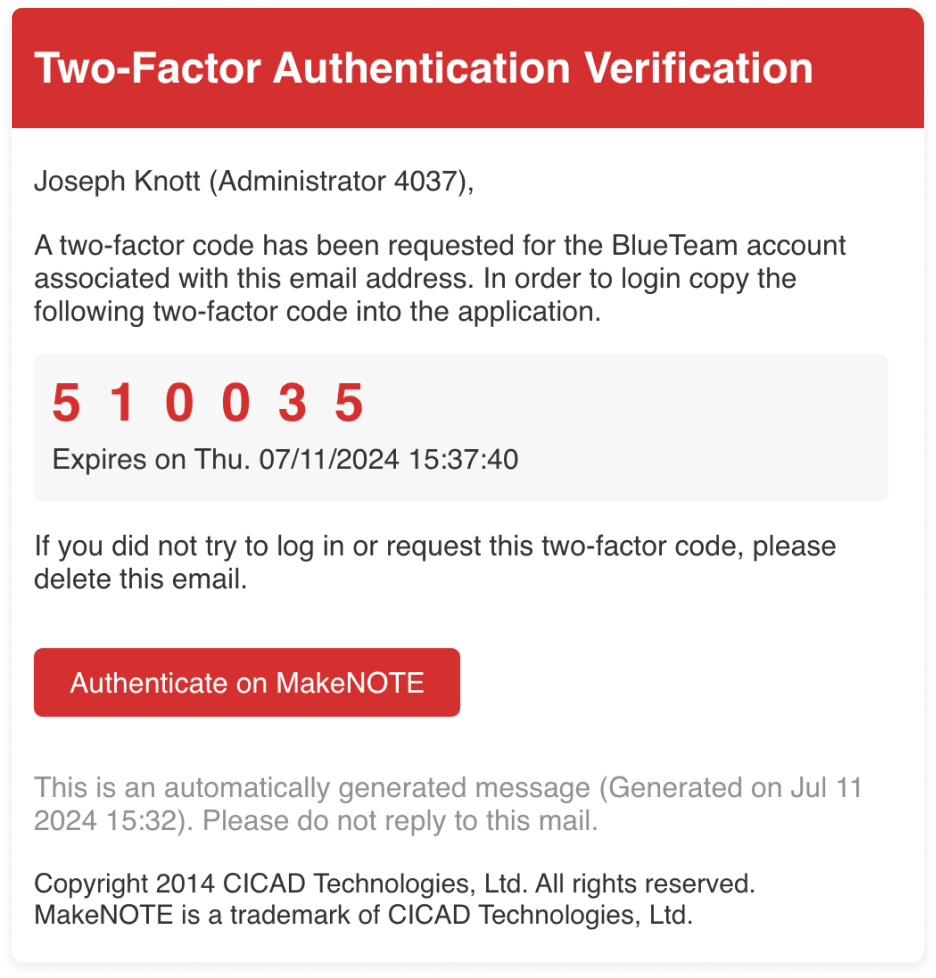 Two-Factor Authentication Verification
Joseph Knott (Administrator 4037),
A two-factor code has been requested for the BlueTeam account
associated with this email address. In order to login copy the
following two-factor code into the application.
5 1 0 0 3 5
Expires on Thu. 07/11/2024 15:37:40
If you did not try to log in or request this two-factor code, please
delete this email.
Authenticate on MakeNOTE
This is an automatically generated message (Generated on Jul 11
2024 15:32). Please do not reply to this mail.
Copyright 2014 CICAD Technologies, Ltd. All rights reserved.
MakeNOTE is a trademark of CICAD Technologies, Ltd.